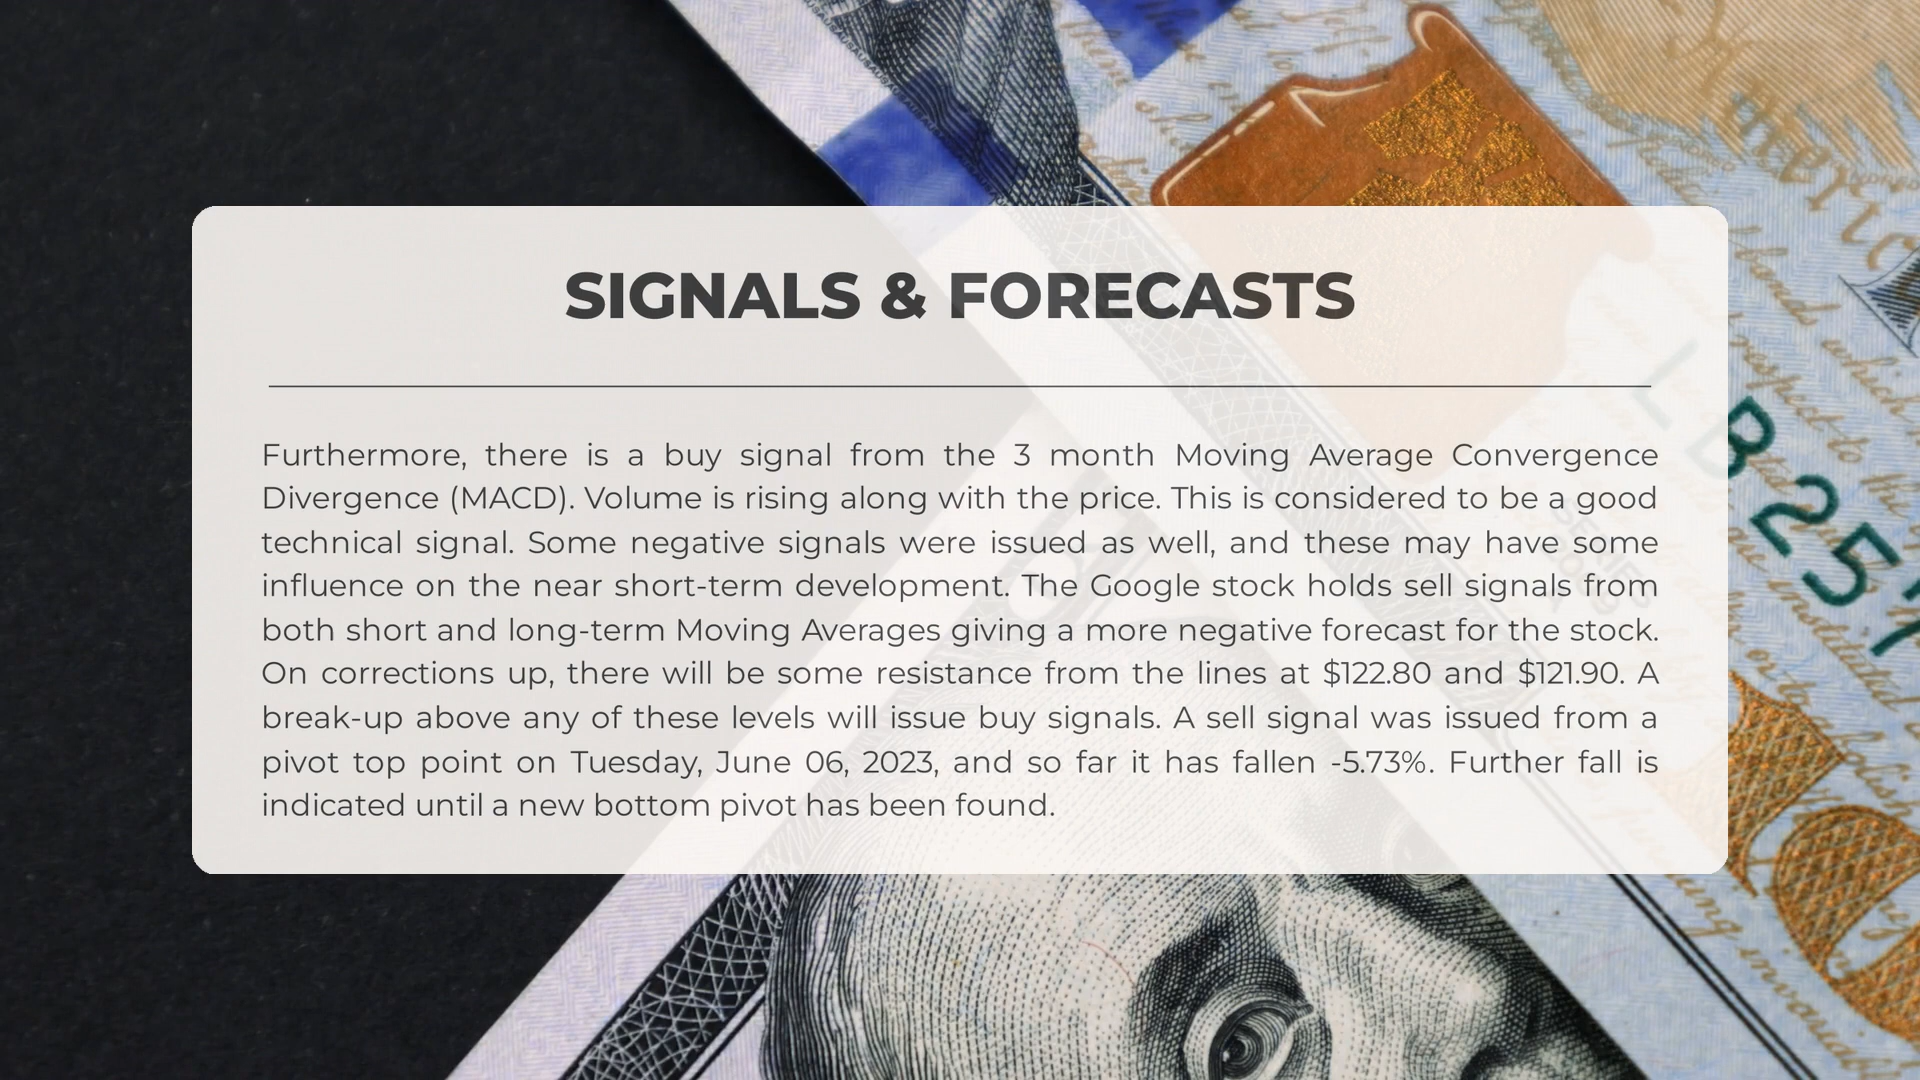 SIGNALS & FORECASTS
Furthermore, there is a buy signal from the 3 month Moving Average Convergence
Divergence (MACD). Volume is rising along with the price. This is considered to be a good
technical signal. Some negative signals were issued as well, and these may have some
influence on the near short-term development. The Google stock holds sell signals from
both short and long-term Moving Averages giving a more negative forecast for the stock.
On corrections up, there will be some resistance from the lines at $122.80 and $121.90. A
break-up above any of these levels will issue buy signals. A sell signal was issued from a
pivot top point on Tuesday, June 06, 2023, and so far it has fallen -5.73%. Further fall is
indicated until a new bottom pivot has been found.
LB25